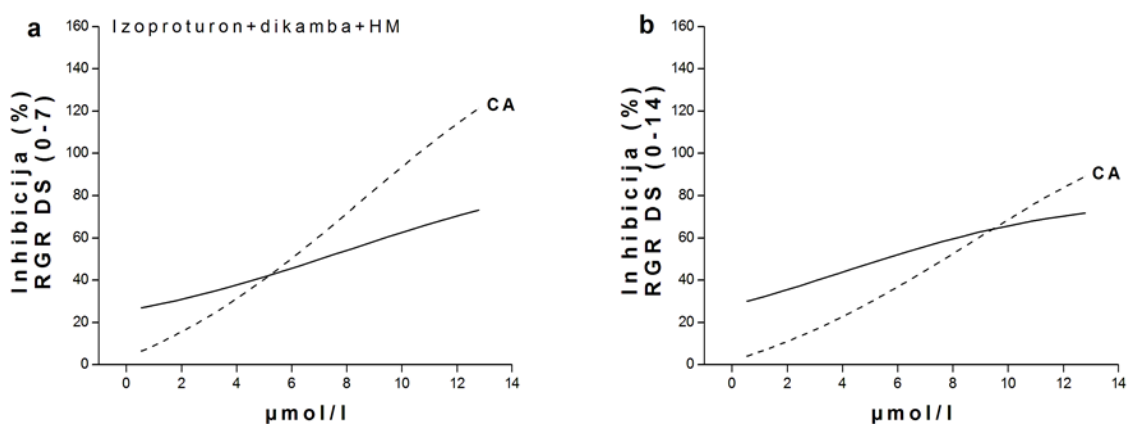 a
Izoproturon+dikamba+HM
Inhibicija (%)
RGR DS (0-7)
160
140
120
100
80
60
40
20
0
CA
0 2 4 6 8 10 12 14
µmol/l
b
Inhibicija (%)
RGR DS (0-14)
160
140
120
100
80
60
40
20
0
CA
0 2 4 6 8 10 12 14
µmol/l